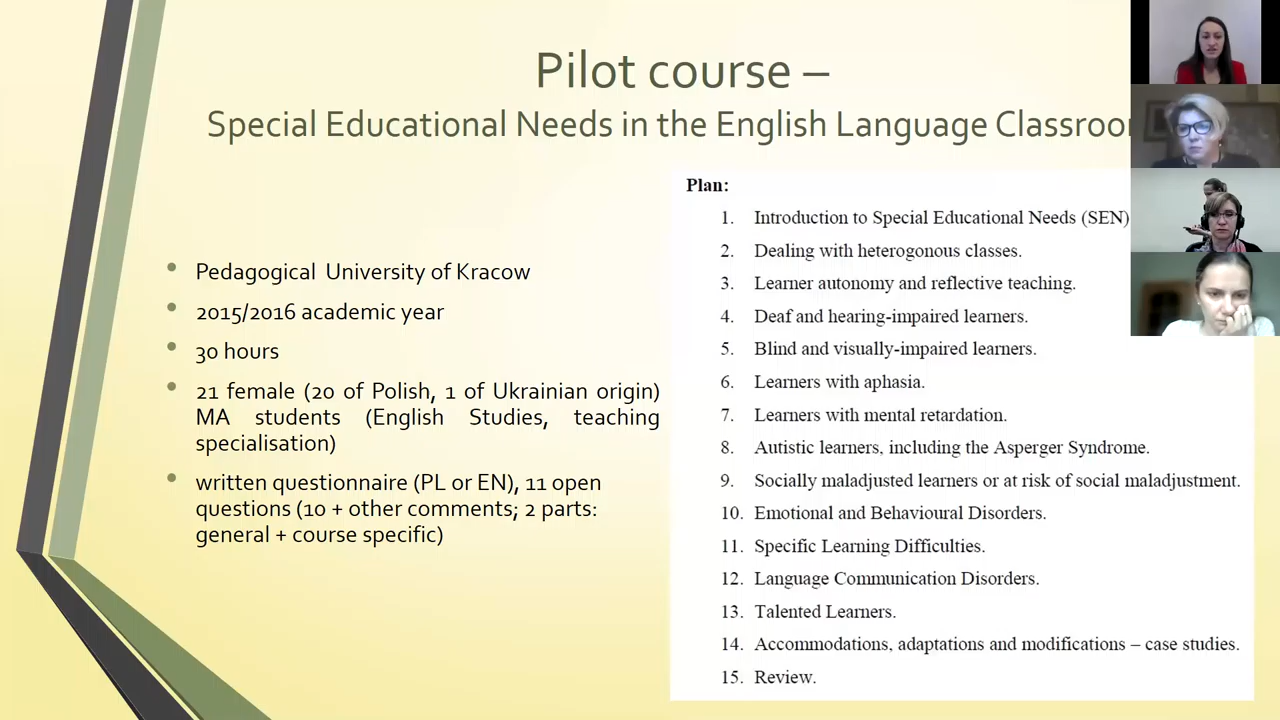 Pilot course –
Special Educational Needs in the English Language
Pedagogical University of Kracow
2015/2016 academic year
30 hours
21 female (20 of Polish, 1 of Ukrainian origin)
MA students (English Studies, teaching
specialisation)
written questionnaire (PL or EN), 11 open
questions (10 + other comments; 2 parts:
general + course specific)
Plan:
1. Introduction to Special Educational Needs (SEN)
2. Dealing with heterogonous classes.
3. Learner autonomy and reflective teaching.
4. Deaf and hearing-impaired learners.
5. Blind and visually-impaired learners.
6. Learners with aphasia.
7. Learners with mental retardation.
8. Autistic learners, including the Asperger Syndrome.
9. Socially maladjusted learners or at risk of social maladjustment.
10. Emotional and Behavioural Disorders.
11. Specific Learning Difficulties.
12. Language Communication Disorders.
13. Talented Learners.
14. Accommodations, adaptations and modifications – case studies.
15. Review.